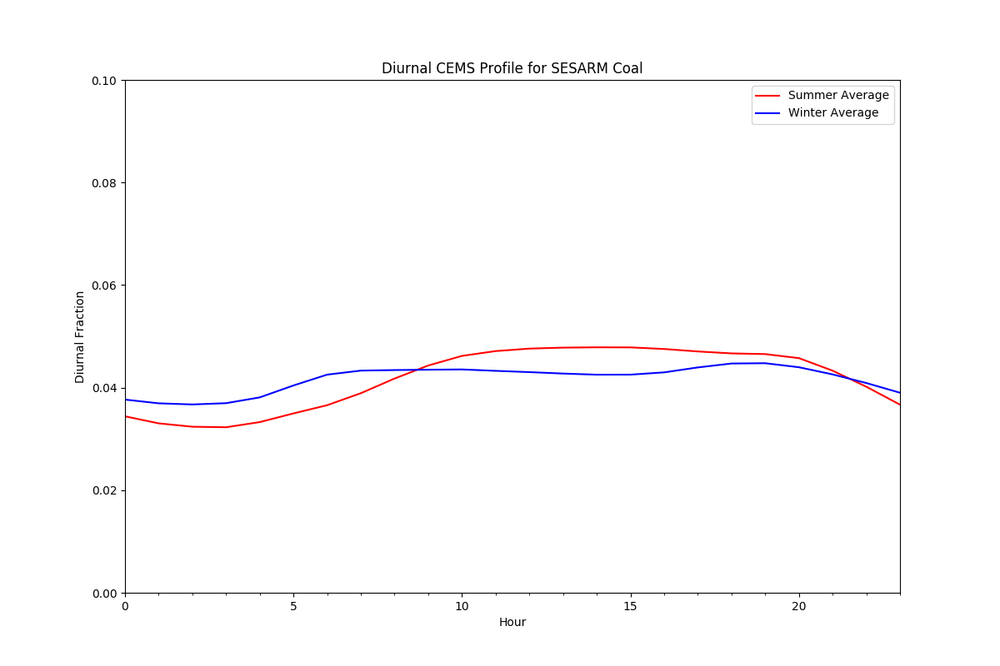 Diurnal CEMS Profile for SESARM Coal
Summer Average
Winter Average
0.10
0.08
0.06
0.04
0.02
0.00
Diurnal Fraction
0
5
10
15
20
Hour